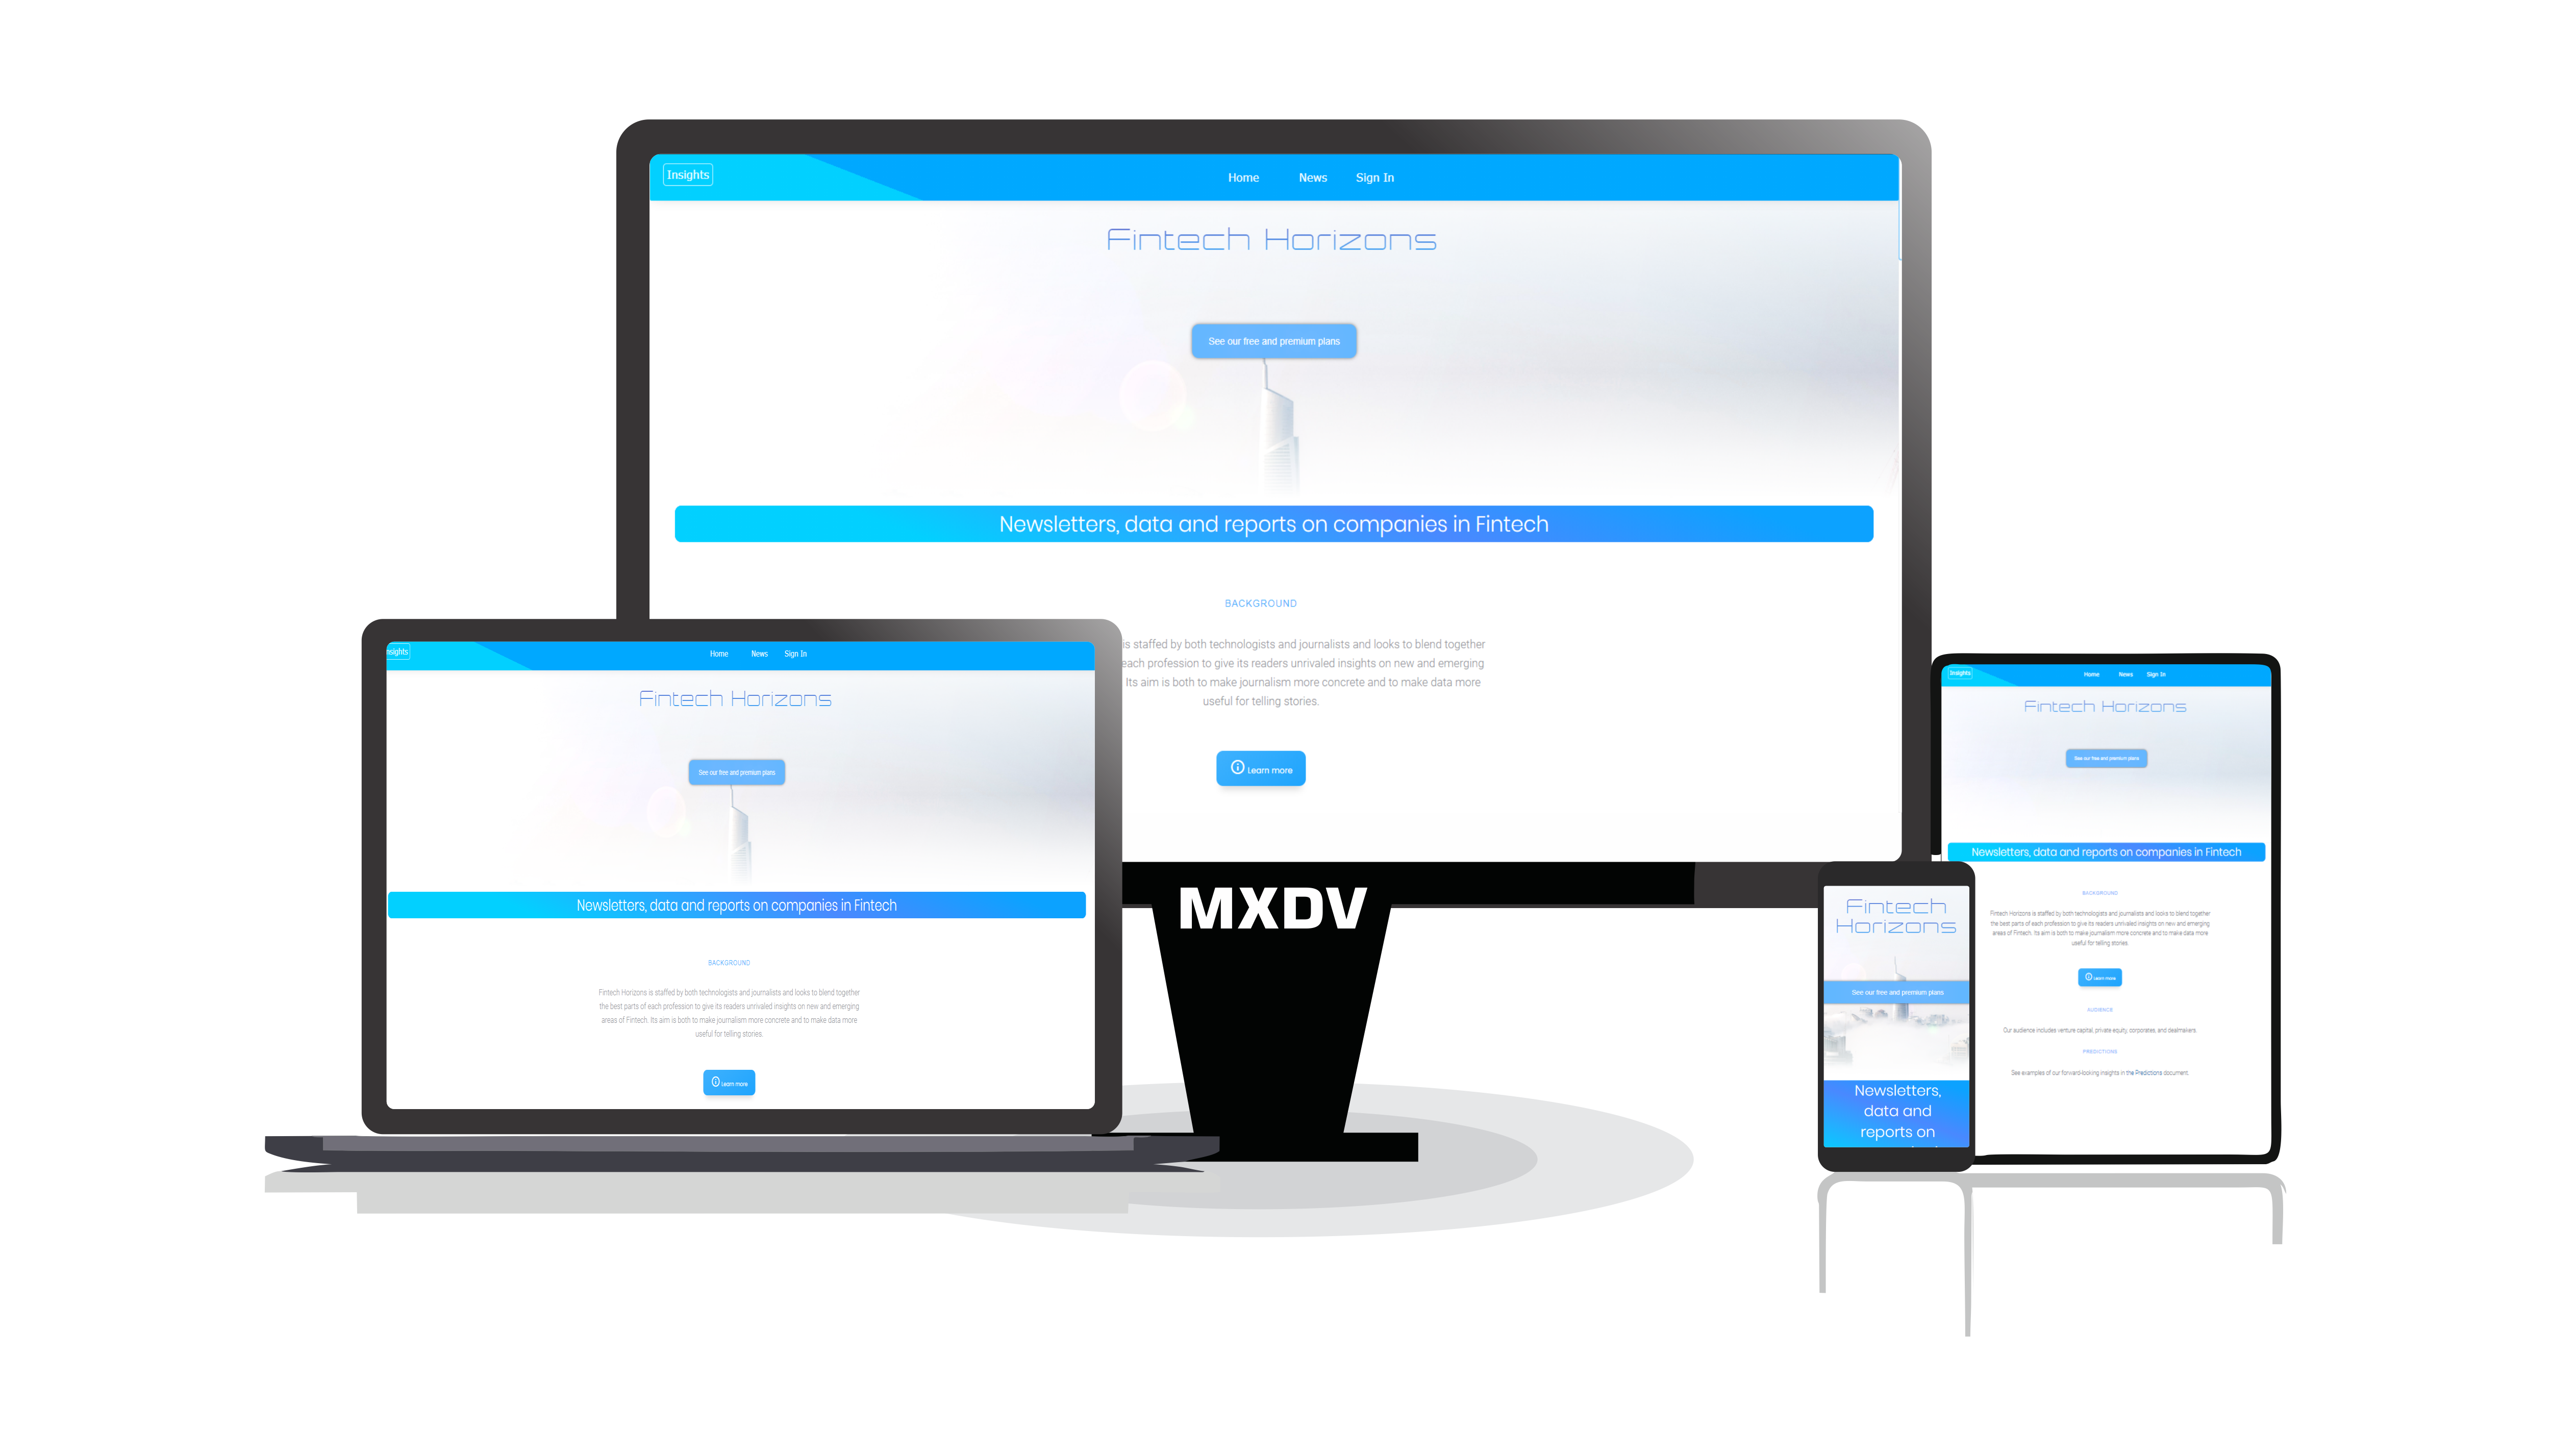 Insights
Home News Sign In
Fintech Horizons
See our free and premium plans
Newsletters, data and reports on companies in Fintech
BACKGROUND
is staffed by both technologists and journalists and looks to blend together
each profession to give its readers unrivaled insights on new and emerging
Its aim is both to make journalism more concrete and to make data more
useful for telling stories.
Learn more
MXDV
nsights
Home News Sign In
Fintech Horizons
See our free and premium plans
Newsletters, data and reports on companies in Fintech
BACKGROUND
Fintech Horizons is staffed by both technologists and journalists and looks to blend together
the best parts of each profession to give its readers unrivaled insights on new and emerging
areas of Fintech. Its aim is both to make journalism more concrete and to make data more
useful for telling stories.
Learn more
Fintech
Horizons
See our free and premium plans
Newsletters,
data and
reports on
Insights
Home News Sign In
Fintech Horizons
See our free and premium plans
Newsletters, data and reports on companies in Fintech
BACKGROUND
Fintech Horizons is staffed by both technologists and journalists and looks to blend together
the best parts of each profession to give its readers unrivaled insights on new and emerging
areas of Fintech. Its aim is both to make journalism more concrete and to make data more
useful for telling stories.
Learn more
AUDIENCE
Our audience includes venture capital, private equity, corporates, and dealmakers.
PREDICTIONS
See examples of our forward-looking insights in the Predictions document.